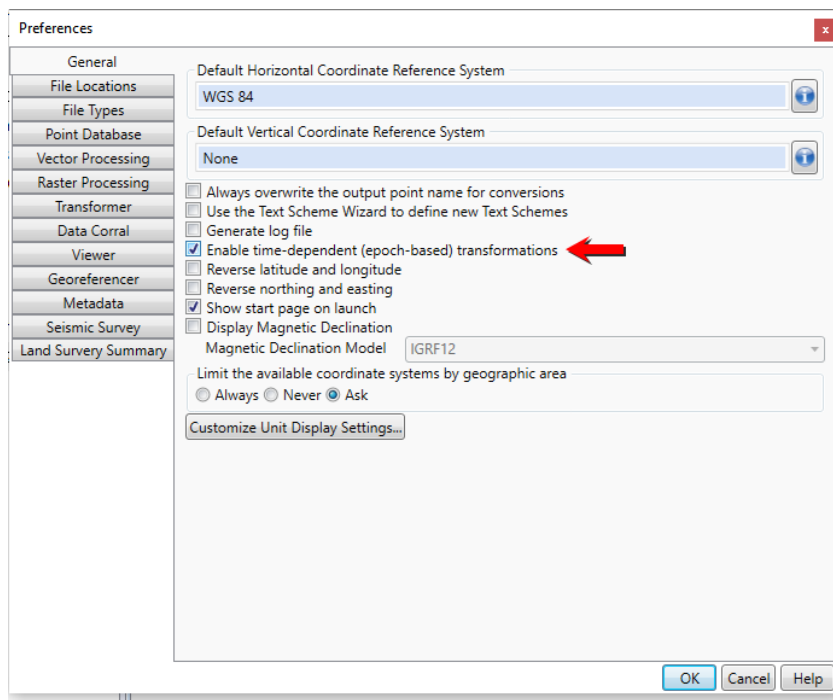 Preferences
x
General
File Locations
File Types
Point Database
Vector Processing
Raster Processing
Transformer
Data Corral
Viewer
Georeferencer
Metadata
Seismic Survey
Land Survery Summary
Default Horizontal Coordinate Reference System
WGS 84
Default Vertical Coordinate Reference System
None
Always overwrite the output point name for conversions
Use the Text Scheme Wizard to define new Text Schemes
Generate log file
Enable time-dependent (epoch-based) transformations
Reverse latitude and longitude
Reverse northing and easting
Show start page on launch
Display Magnetic Declination
Magnetic Declination Model IGRF12
Limit the available coordinate systems by geographic area
Always Never Ask
Customize Unit Display Settings...
OK Cancel Help